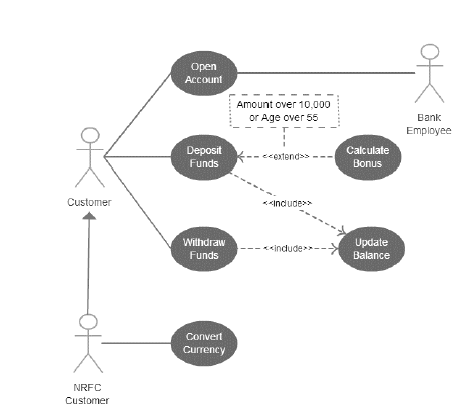 Open
Account
Amount over 10,000
or Age over 55
Bank
Employee
Deposit
Funds
<<extend>>
Calculate
Bonus
Customer
<<include>>
Withdraw
Funds
<<include>>
Update
Balance
Convert
Currency
NRFC
Customer